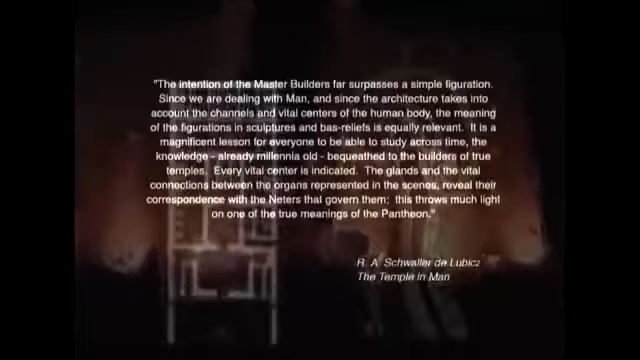 "The intention of the Master Builders far surpasses a simple figuration.
Since we are dealing with Man, and since the architecture takes into
account the channels and vital centers of the human body, the meaning
of the figurations in sculptures and bas-reliefs is equally relevant. It is a
magnificent lesson for everyone to be able to study across time, the
knowledge - already millennia old - bequeathed to the builders of true
temples. Every vital center is indicated. The glands and the vital
connections between the organs represented in the scenes, reveal their
correspondence with the Neters that govern them; this throws much light
on one of the true meanings of the Pantheon."
R. A. Schwaller de Lubicz
The Temple in Man